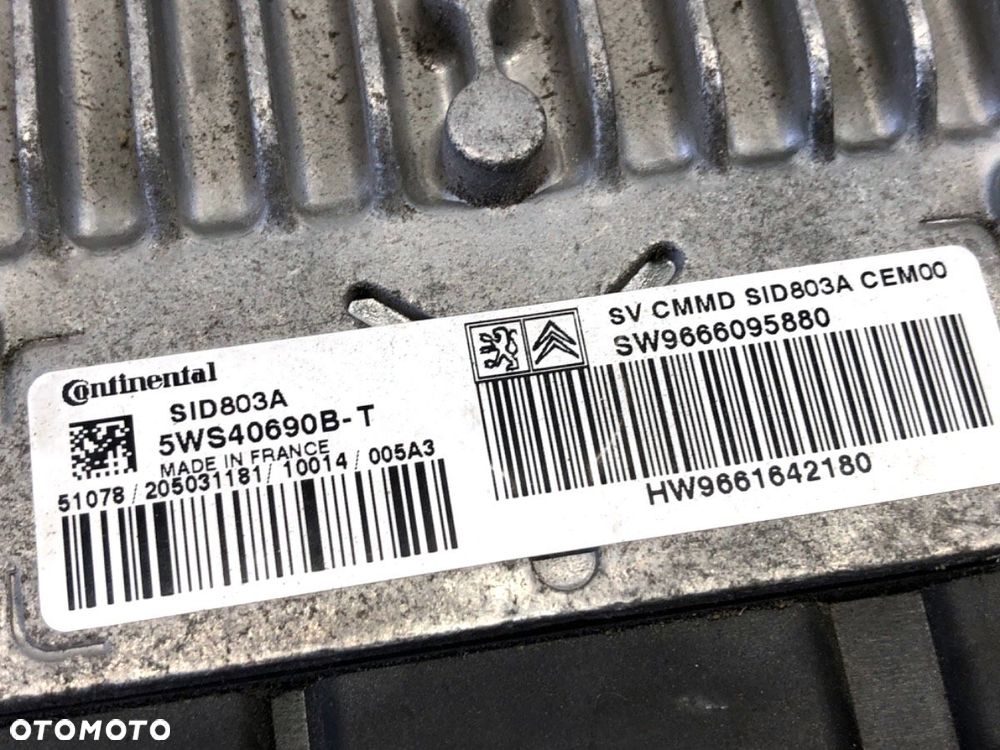 Continental
SID803A
5WS40690B-T
MADE IN FRANCE
51078 / 205031181 / 10014 / 005A3
SV CMMD SID803A CEM00
SW9666095880
HW9661642180
OTOMOTO